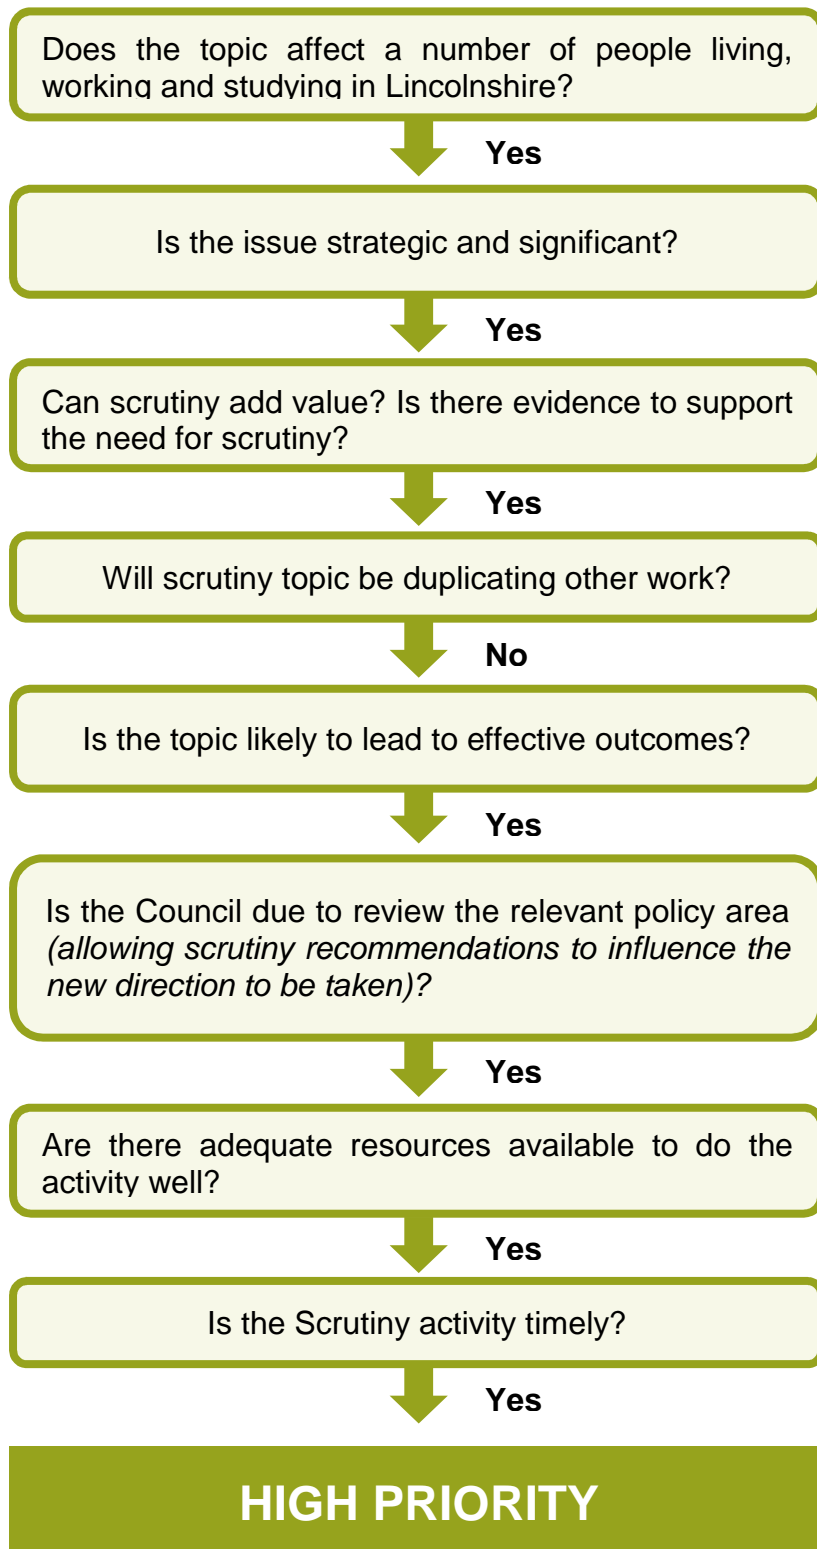 Does the topic affect a number of people living,
working and studying in Lincolnshire?
Yes
Is the issue strategic and significant?
Yes
Can scrutiny add value? Is there evidence to support
the need for scrutiny?
Yes
Will scrutiny topic be duplicating other work?
No
Is the topic likely to lead to effective outcomes?
Yes
Is the Council due to review the relevant policy area
(allowing scrutiny recommendations to influence the
new direction to be taken)?
Yes
Are there adequate resources available to do the
activity well?
Yes
Is the Scrutiny activity timely?
Yes
HIGH PRIORITY